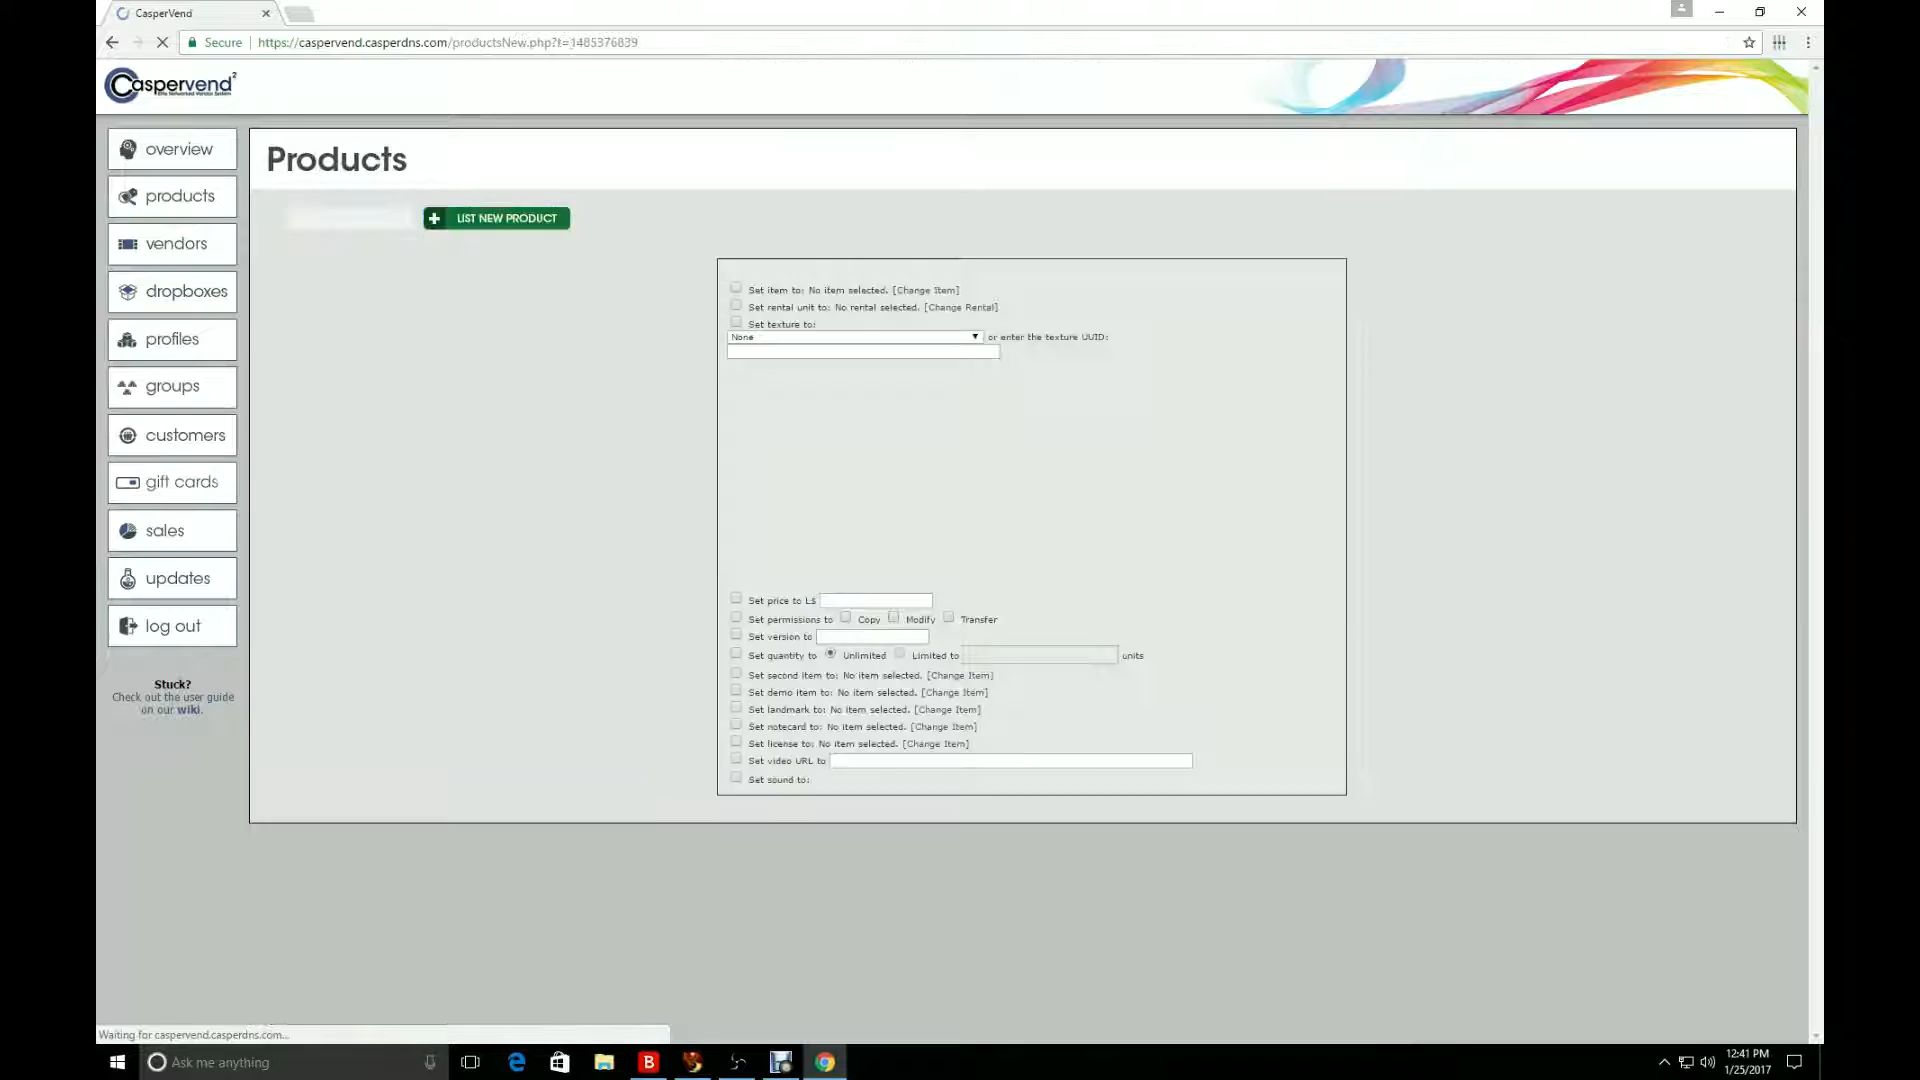 CasperVend
Secure | https://caspervend.casperdns.com/productsNew.php?t=1485376839
Caspervend²
overview
products
vendors
dropboxes
profiles
groups
customers
gift cards
sales
updates
log out
Stuck?
Check out the user guide
on our wiki.
Products
LIST NEW PRODUCT
Set item to: No item selected. [Change Item]
Set rental unit to: No rental selected. [Change Rental]
Set texture to:
None or enter the texture UUID:
Set price to L$
Set permissions to Copy Modify Transfer
Set version to
Set quantity to Unlimited Limited to units
Set second item to: No item selected. [Change Item]
Set demo item to: No item selected. [Change Item]
Set landmark to: No item selected. [Change Item]
Set notecard to: No item selected. [Change Item]
Set license to: No item selected. [Change Item]
Set video URL to
Set sound to:
Waiting for caspervend.casperdns.com...
Ask me anything
12:41 PM
1/25/2017